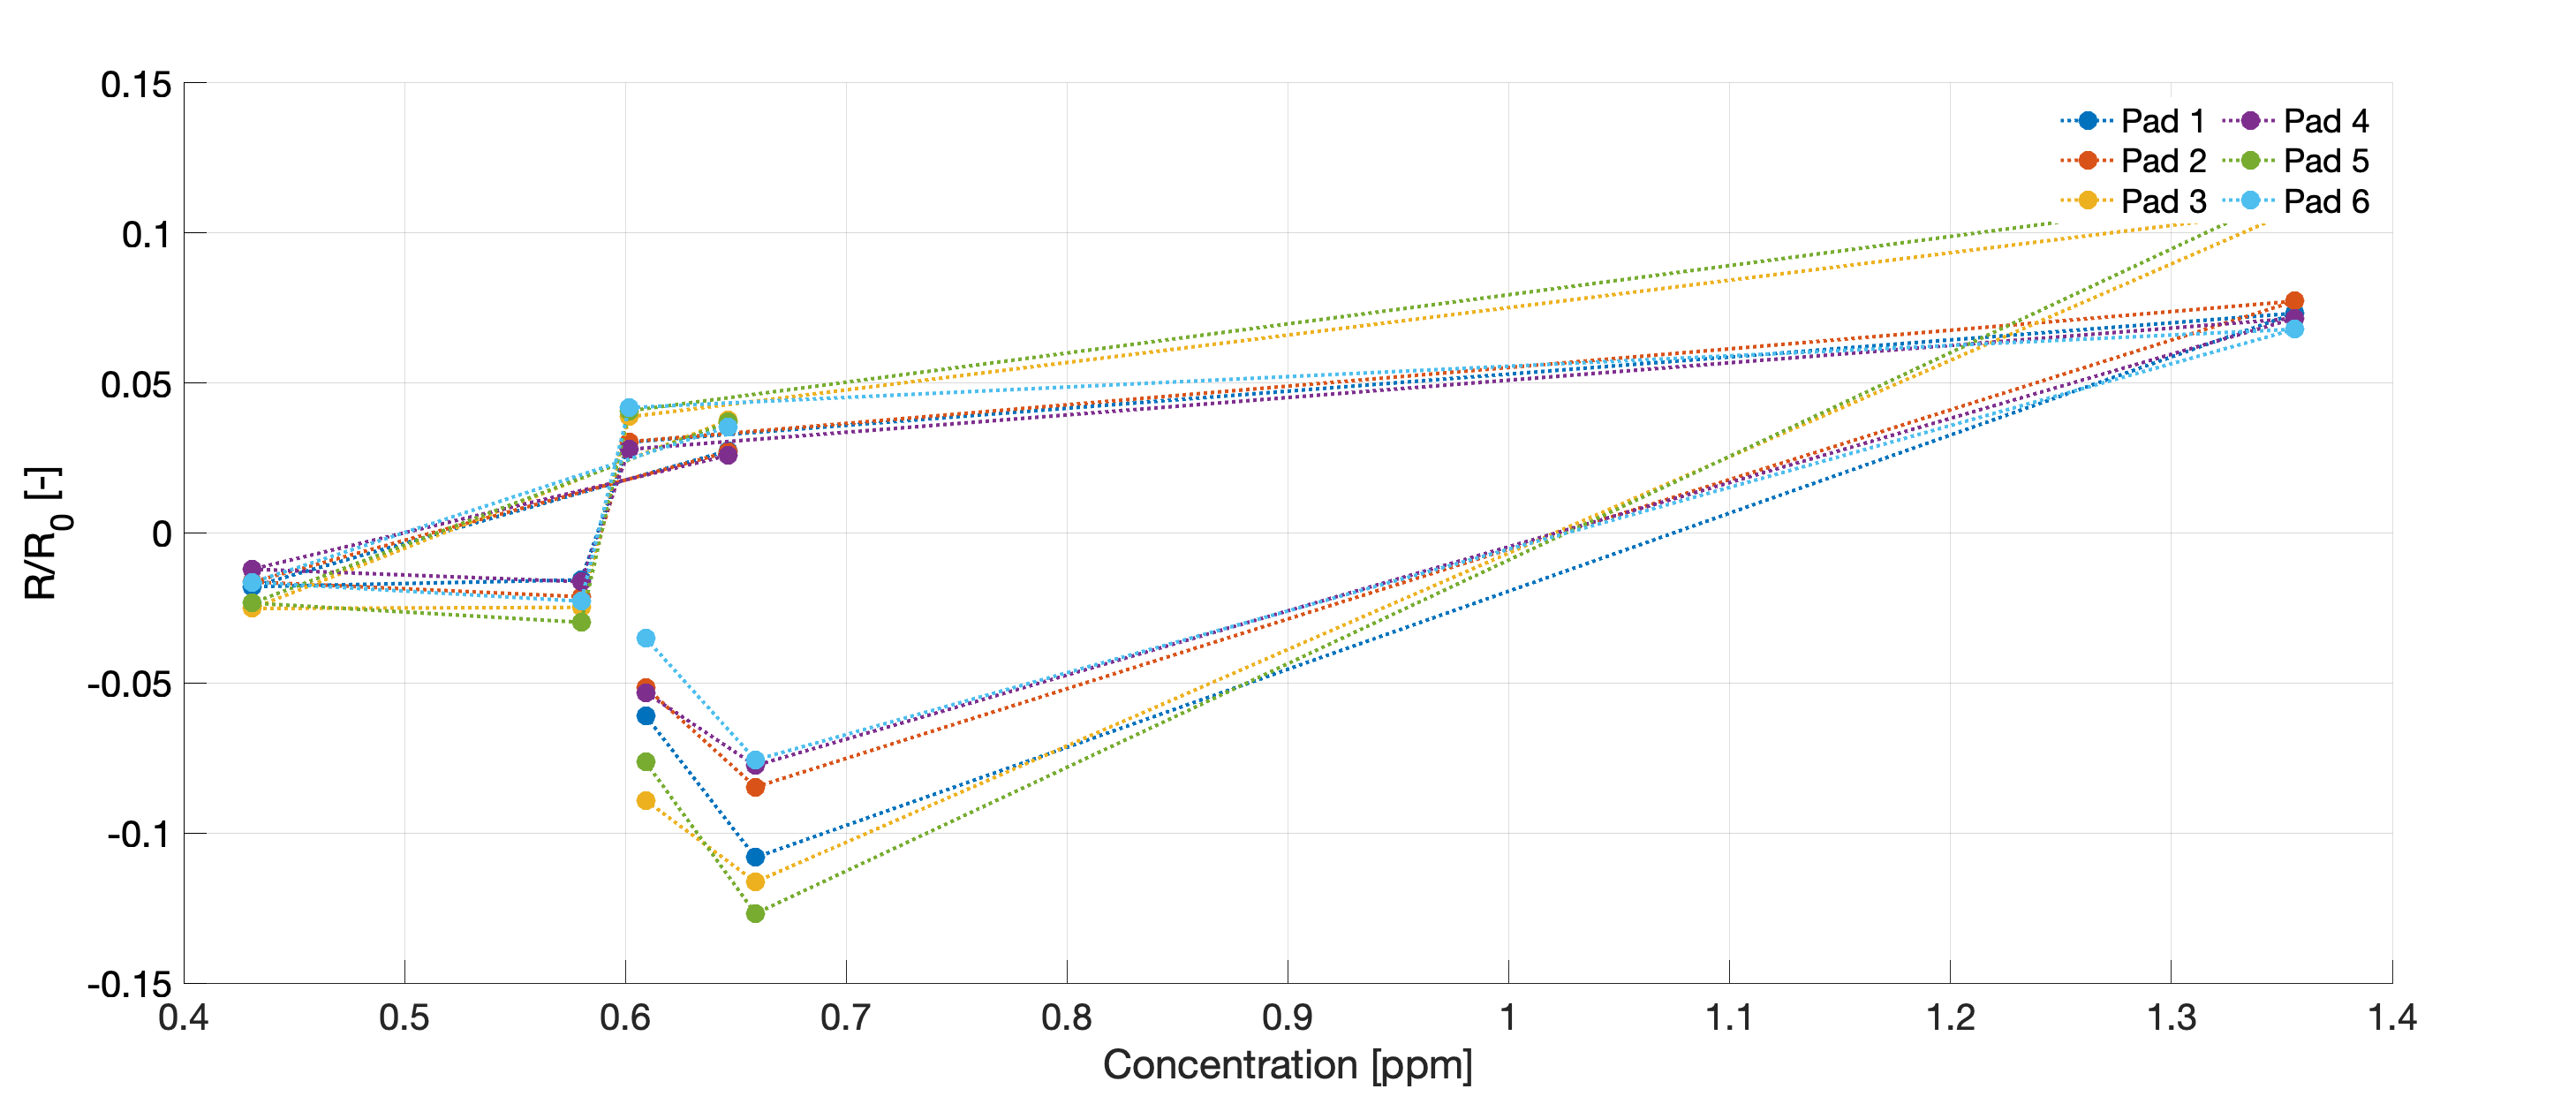 0.15
0.1
0.05
0
-0.05
-0.1
-0.15
R/R0 [-]
Pad 1 Pad 4
Pad 2 Pad 5
Pad 3 Pad 6
0.4 0.5 0.6 0.7 0.8 0.9 1 1.1 1.2 1.3 1.4
Concentration [ppm]